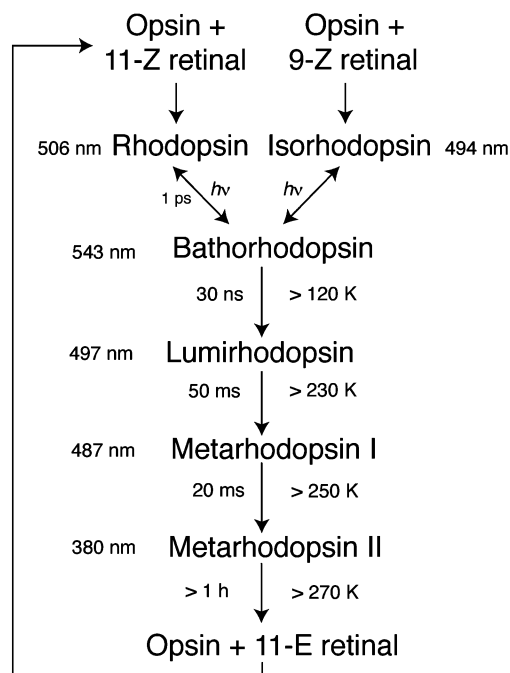 Opsin + Opsin +
11-Z retinal 9-Z retinal
506 nm Rhodopsin Isorhodopsin 494 nm
1 ps hν hν
543 nm Bathorhodopsin
30 ns > 120 K
497 nm Lumirhodopsin
50 ms > 230 K
487 nm Metarhodopsin I
20 ms > 250 K
380 nm Metarhodopsin II
> 1 h > 270 K
Opsin + 11-E retinal